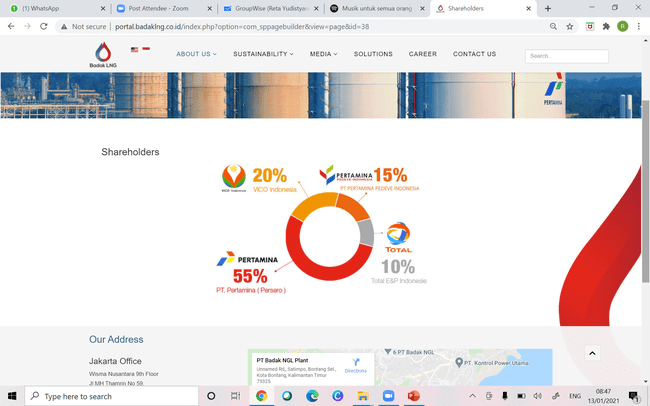 (1) WhatsApp
Post Attendee - Zoom
GroupWise (Reta Yudistyan
Musik untuk semua orang
Shareholders
Not secure
portal.badaklng.co.id/index.php?option=com_sppagebuilder&view=page&id=38
R
Badak LNG
ABOUT US
SUSTAINABILITY
MEDIA
SOLUTIONS
CAREER
CONTACT US
Search...
PERTAMINA
Shareholders
20%
VICO Indonesia
PERTAMINA
PEDEVE INDONESIA
15%
PT PERTAMINA PEDEVE INDONESIA
TOTAL
10%
Total E&P Indonesie
PERTAMINA
55%
PT. Pertamina ( Persero )
Our Address
Jakarta Office
Wisma Nusantara 9th Floor
Jl MH Thamrin No 59
PT Badak NGL Plant
Unnamed Rd,, Satimpo, Bontang Sel.,
Kota Bontang, Kalimantan Timur
75325
Directions
6 PT Badak NGL
PT. Kontrol Power Utama
Type here to search
ENG
08:47
13/01/2021